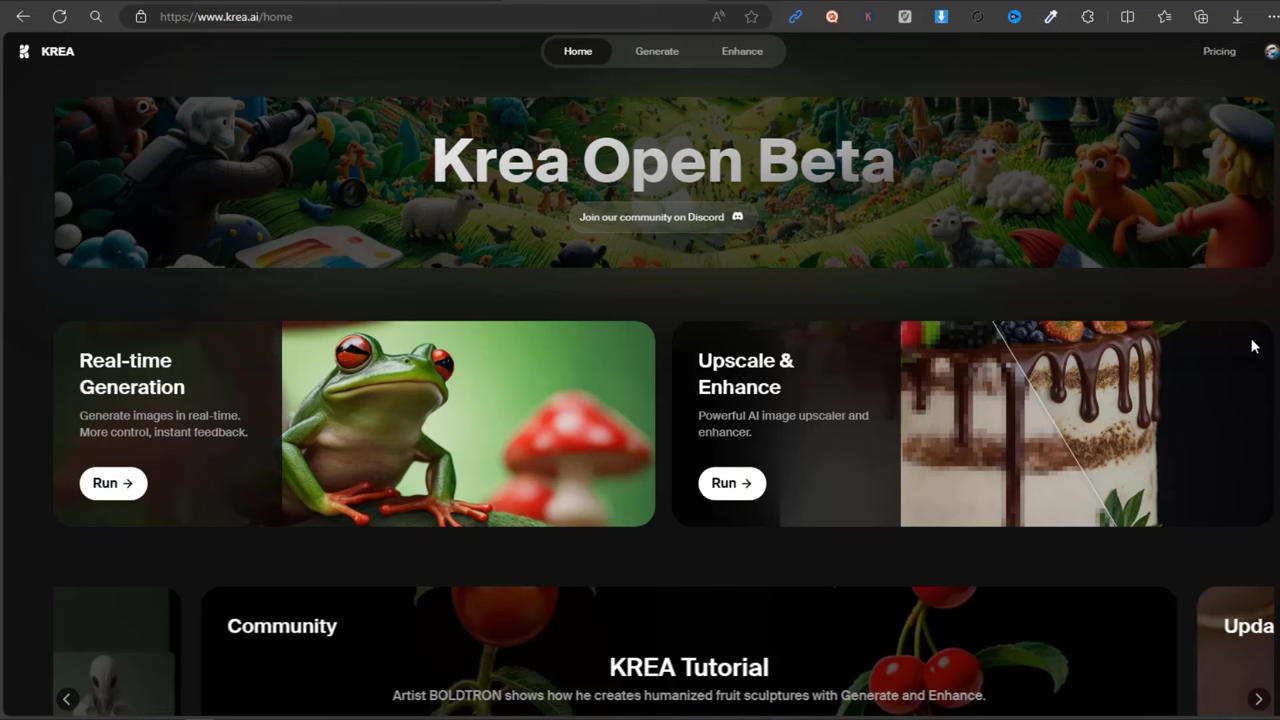 https://www.krea.ai/home
KREA
Home
Generate
Enhance
Pricing
Krea Open Beta
Join our community on Discord
Real-time
Generation
Generate images in real-time.
More control, instant feedback.
Run →
Upscale &
Enhance
Powerful AI image upscaler and
enhancer.
Run →
Community
KREA Tutorial
Artist BOLDTRON shows how he creates humanized fruit sculptures with Generate and Enhance.
Upda